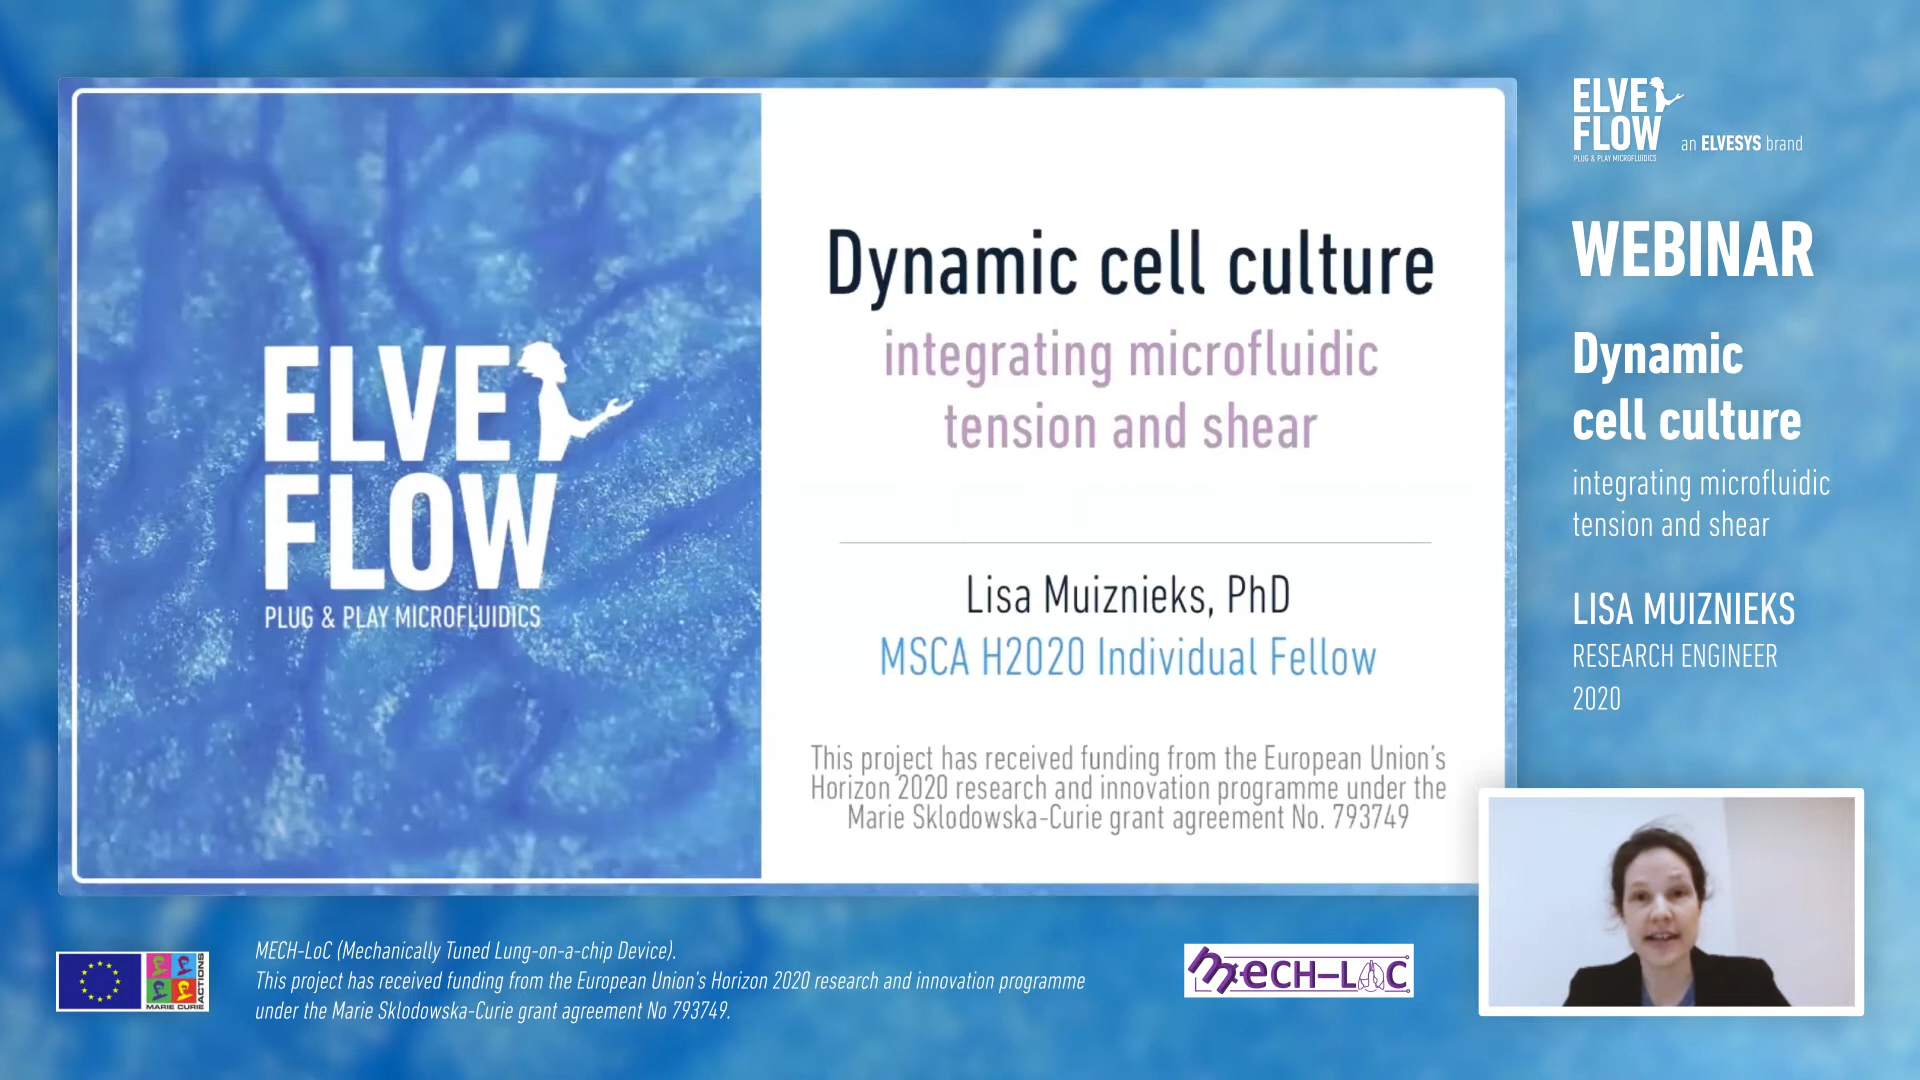 ELVE
FLOW
PLUG & PLAY MICROFLUIDICS
Dynamic cell culture
integrating microfluidic
tension and shear
Lisa Muiznieks, PhD
MSCA H2020 Individual Fellow
This project has received funding from the European Union's
Horizon 2020 research and innovation programme under the
Marie Sklodowska-Curie grant agreement No. 793749
ELVE
FLOW
PLUG & PLAY MICROFLUIDICS
an ELVESYS brand
WEBINAR
Dynamic
cell culture
integrating microfluidic
tension and shear
LISA MUIZNIEKS
RESEARCH ENGINEER
2020
MARIE CURIE
ACTIONS
MECH-LoC (Mechanically Tuned Lung-on-a-chip Device).
This project has received funding from the European Union's Horizon 2020 research and innovation programme
under the Marie Sklodowska-Curie grant agreement No 793749.
MECH-LOC